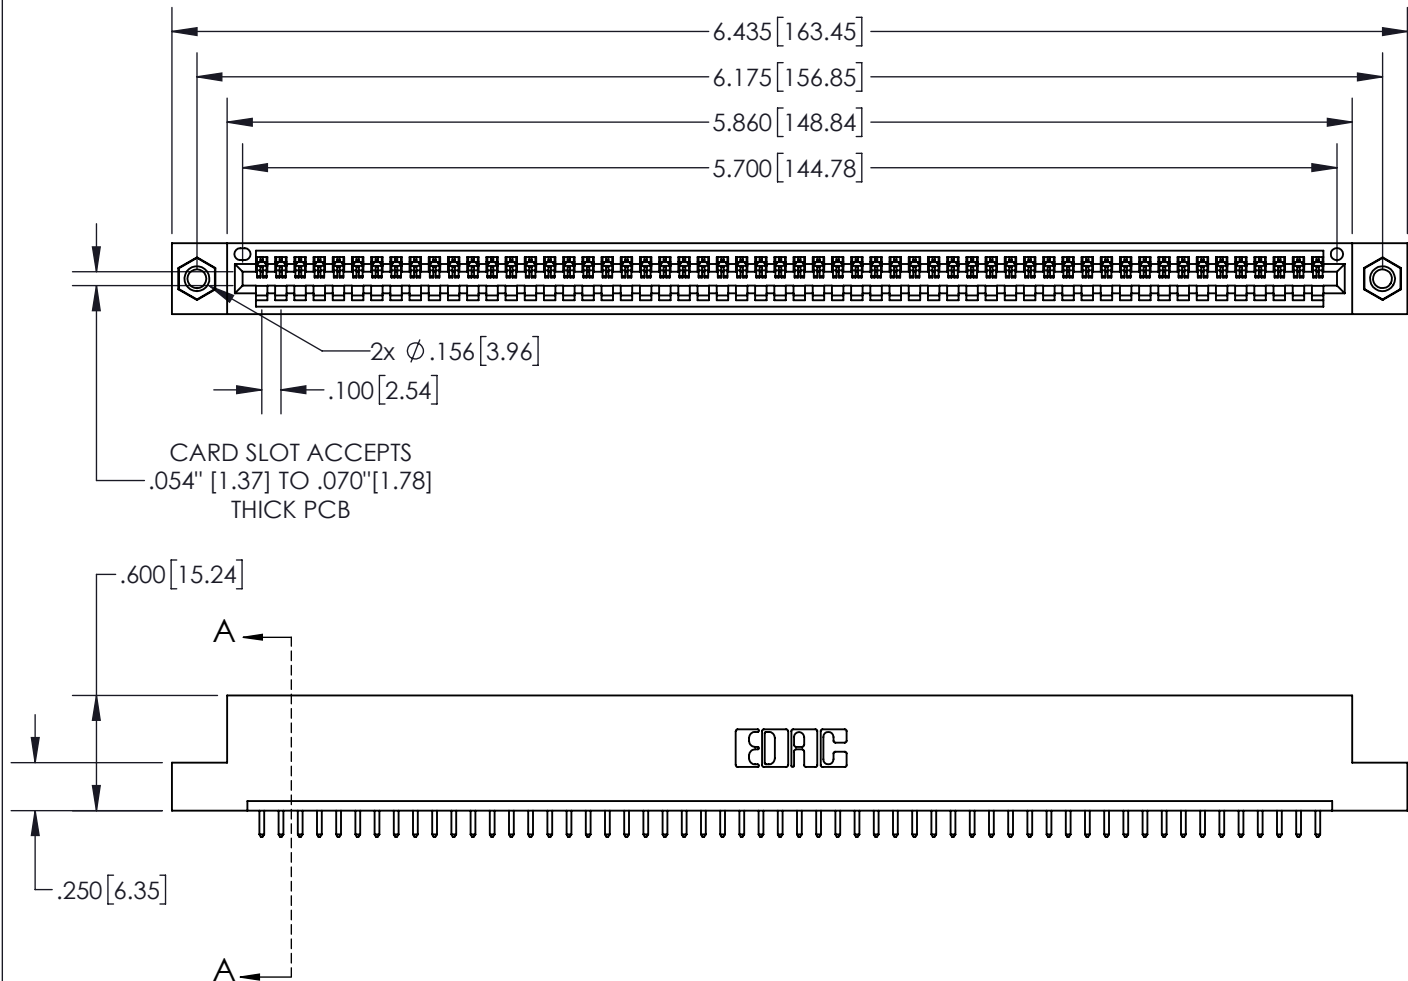 6.435[163.45]
6.175[156.85]
5.860[148.84]
5.700[144.78]
2x Ø.156[3.96]
.100[2.54]
CARD SLOT ACCEPTS
.054" [1.37] TO .070"[1.78]
THICK PCB
.600[15.24]
A
EDAC
.250[6.35]
A